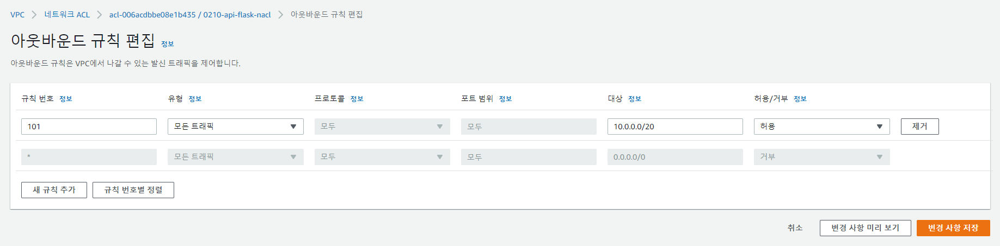 VPC > 네트워크 ACL > acl-006acdbbe08e1b435 / 0210-api-flask-nacl > 아웃바운드 규칙 편집
아웃바운드 규칙 편집 정보
아웃바운드 규칙은 VPC에서 나갈 수 있는 발신 트래픽을 제어합니다.
규칙 번호 정보 유형 정보 프로토콜 정보 포트 범위 정보 대상 정보 허용/거부 정보
101 모든 트래픽 모두 모두 10.0.0.0/20 허용 제거
* 모든 트래픽 모두 모두 0.0.0.0/0 거부
새 규칙 추가 규칙 번호별 정렬
취소 변경 사항 미리 보기 변경 사항 저장